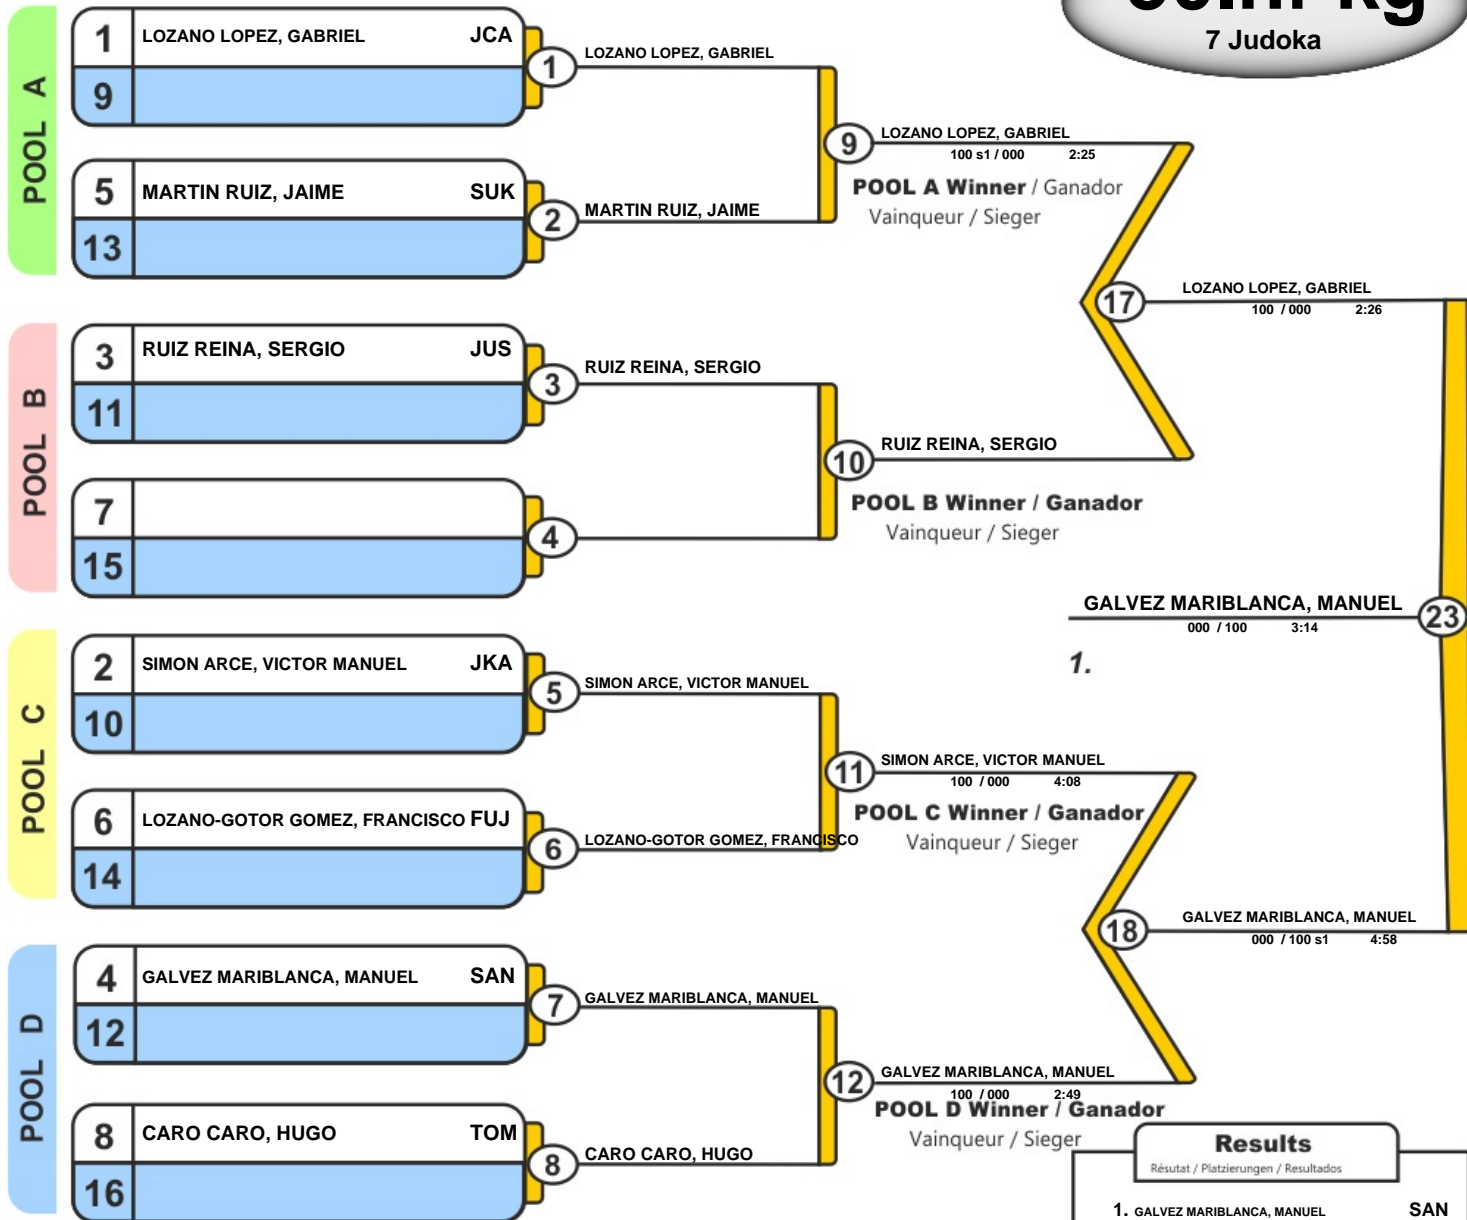 7 Judoka
POOL A
1 LOZANO LOPEZ, GABRIEL JCA
9
1
LOZANO LOPEZ, GABRIEL
5 MARTIN RUIZ, JAIME SUK
13
2
MARTIN RUIZ, JAIME
9
LOZANO LOPEZ, GABRIEL
100 s1 / 000 2:25
POOL A Winner / Ganador
Vainqueur / Sieger
POOL B
3 RUIZ REINA, SERGIO JUS
11
3
RUIZ REINA, SERGIO
7
15
4
10
RUIZ REINA, SERGIO
POOL B Winner / Ganador
Vainqueur / Sieger
17
LOZANO LOPEZ, GABRIEL
100 / 000 2:26
GALVEZ MARIBLANCA, MANUEL
000 / 100 3:14
23
1.
POOL C
2 SIMON ARCE, VICTOR MANUEL JKA
10
5
SIMON ARCE, VICTOR MANUEL
6 LOZANO-GOTOR GOMEZ, FRANCISCO FUJ
14
6
LOZANO-GOTOR GOMEZ, FRANCISCO
11
SIMON ARCE, VICTOR MANUEL
100 / 000 4:08
POOL C Winner / Ganador
Vainqueur / Sieger
18
GALVEZ MARIBLANCA, MANUEL
000 / 100 s1 4:58
POOL D
4 GALVEZ MARIBLANCA, MANUEL SAN
12
7
GALVEZ MARIBLANCA, MANUEL
8 CARO CARO, HUGO TOM
16
8
CARO CARO, HUGO
12
GALVEZ MARIBLANCA, MANUEL
100 / 000 2:49
POOL D Winner / Ganador
Vainqueur / Sieger
Results
Résutat / Platzierungen / Resultados
1. GALVEZ MARIBLANCA, MANUEL SAN